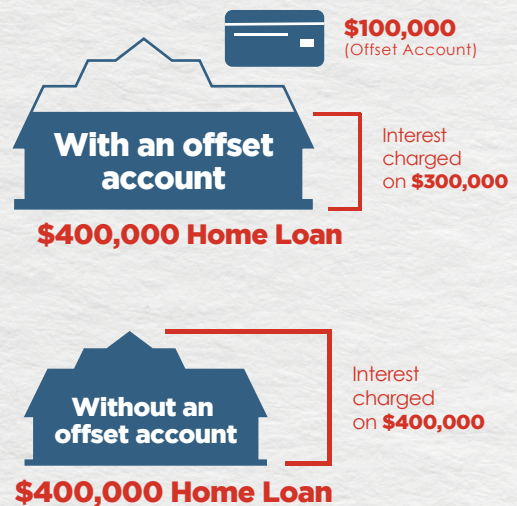 $100,000
(Offset Account)
With an offset
account
Interest
charged
on $300,000
$400,000 Home Loan
Without an
offset account
Interest
charged
on $400,000
$400,000 Home Loan